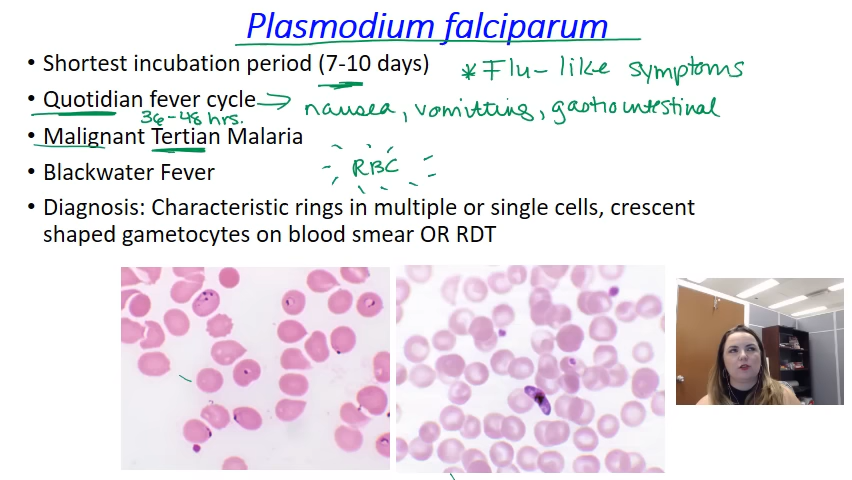 Plasmodium falciparum
• Shortest incubation period (7-10 days)
*Flu-like symptoms
• Quotidian fever cycle
nausea, vomitting, gastrointestinal
36-48 hrs.
• Malignant Tertian Malaria
• Blackwater Fever
RBC
• Diagnosis: Characteristic rings in multiple or single cells, crescent
shaped gametocytes on blood smear OR RDT